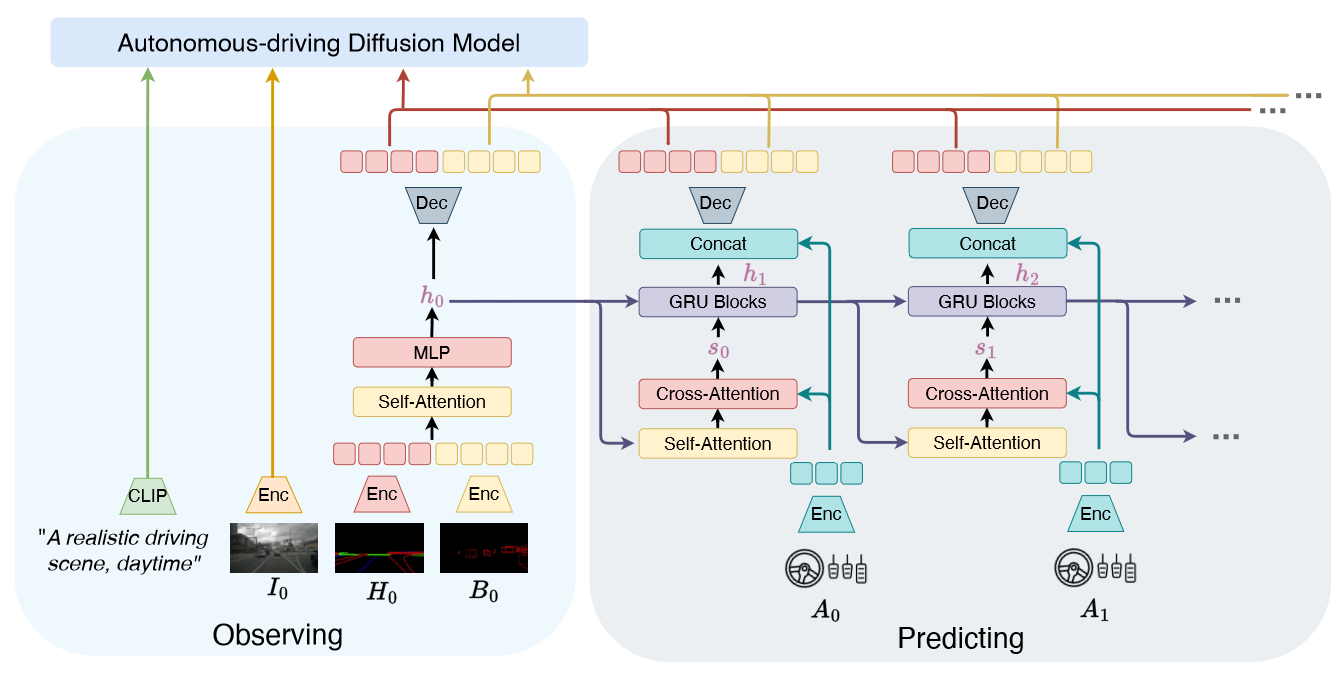 Autonomous-driving Diffusion Model
...
...
Dec
h0
MLP
Self-Attention
CLIP
Enc
Enc
Enc
"A realistic driving
scene, daytime"
I0
H0
B0
Observing
Dec
Concat
h1
GRU Blocks
s0
Cross-Attention
Self-Attention
Enc
A0
Dec
Concat
h2
GRU Blocks
s1
Cross-Attention
Self-Attention
Enc
A1
...
...
Predicting